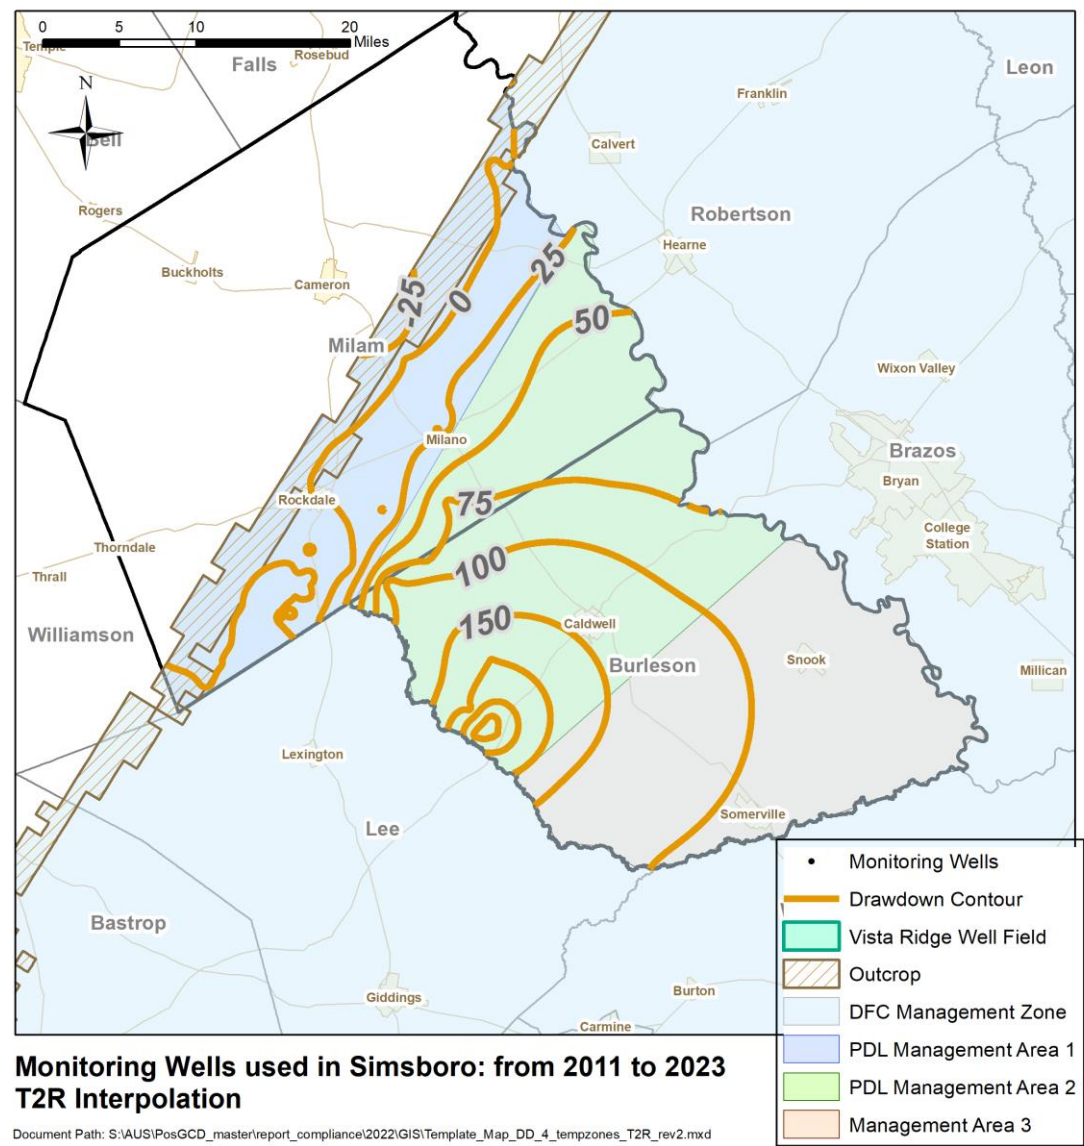 0 5 10 20
Miles
Temple
Falls
Rosebud
Leon
N
Bell
Franklin
Calvert
Rogers
Robertson
Buckholts
Hearne
Cameron
-25
0
25
50
Milam
Wixon Valley
Milano
Brazos
Bryan
Rockdale
75
College
Station
Thorndale
Thrall
100
150
Caldwell
Williamson
Burleson
Snook
Millican
Lexington
Somerville
Lee
Bastrop
Giddings
Burton
Carmine
Monitoring Wells
Drawdown Contour
Vista Ridge Well Field
Outcrop
DFC Management Zone
PDL Management Area 1
PDL Management Area 2
Management Area 3
Monitoring Wells used in Simsboro: from 2011 to 2023
T2R Interpolation
Document Path: S:\AUS\PosGCD_master\report_compliance\2022\GIS\Template_Map_DD_4_tempzones_T2R_rev2.mxd